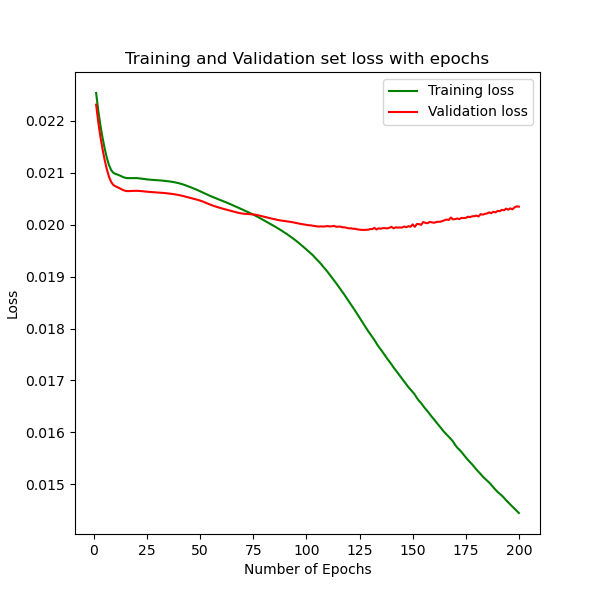 Training and Validation set loss with epochs
Training loss
Validation loss
0.022
0.021
0.020
0.019
0.018
0.017
0.016
0.015
Loss
0 25 50 75 100 125 150 175 200
Number of Epochs